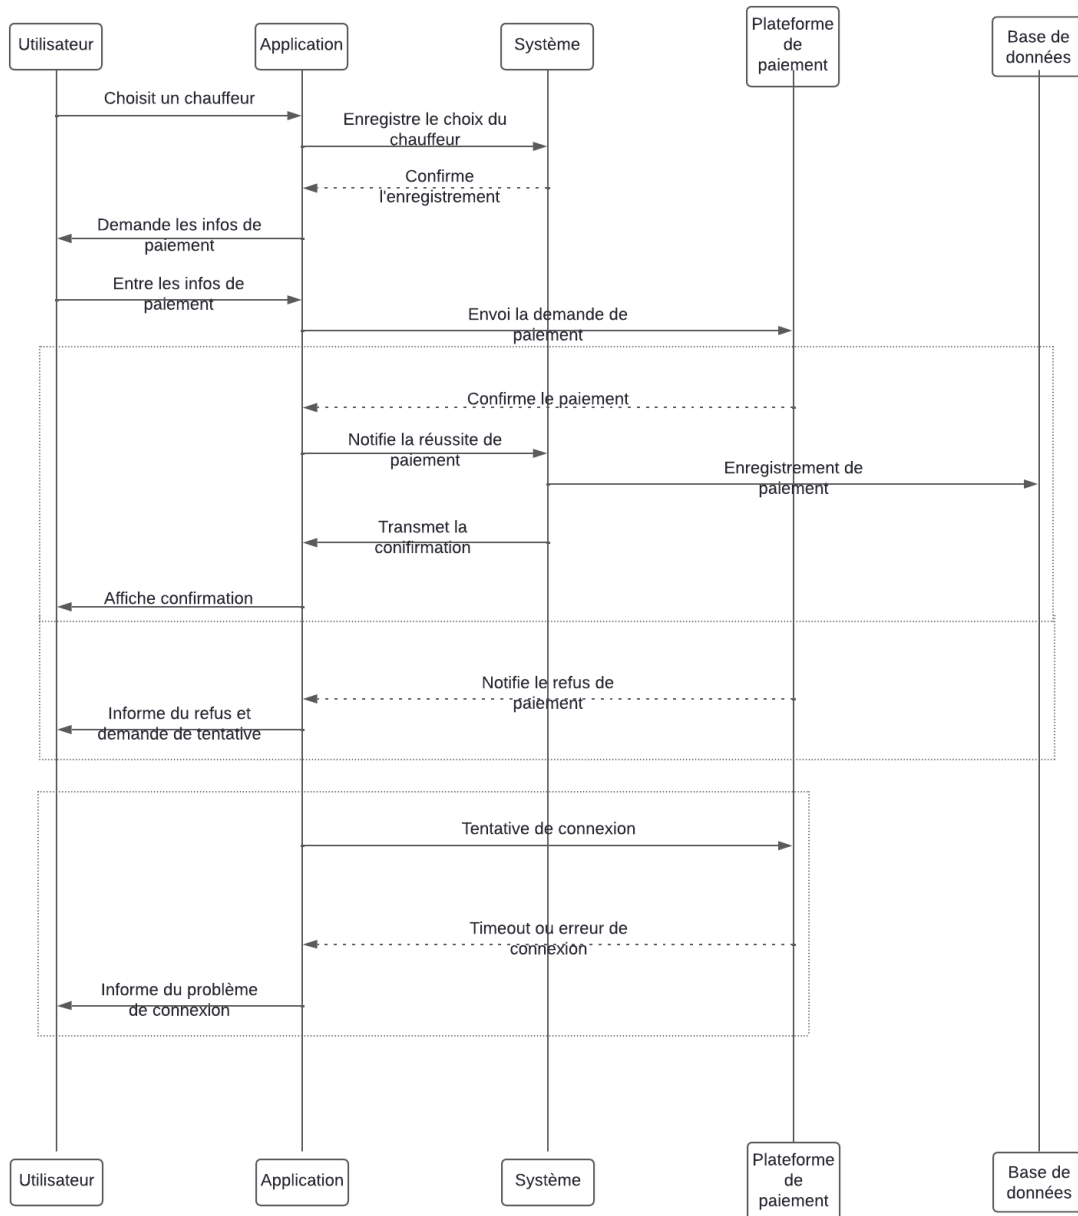 Utilisateur
Application
Système
Plateforme
de
paiement
Base de
données
Choisit un chauffeur
Enregistre le choix du
chauffeur
Confirme
l'enregistrement
Demande les infos de
paiement
Entre les infos de
paiement
Envoi la demande de
paiement
Confirme le paiement
Notifie la réussite de
paiement
Enregistrement de
paiement
Transmet la
conifirmation
Affiche confirmation
Notifie le refus de
paiement
Informe du refus et
demande de tentative
Tentative de connexion
Timeout ou erreur de
connexion
Informe du problème
de connexion
Utilisateur
Application
Système
Plateforme
de
paiement
Base de
données